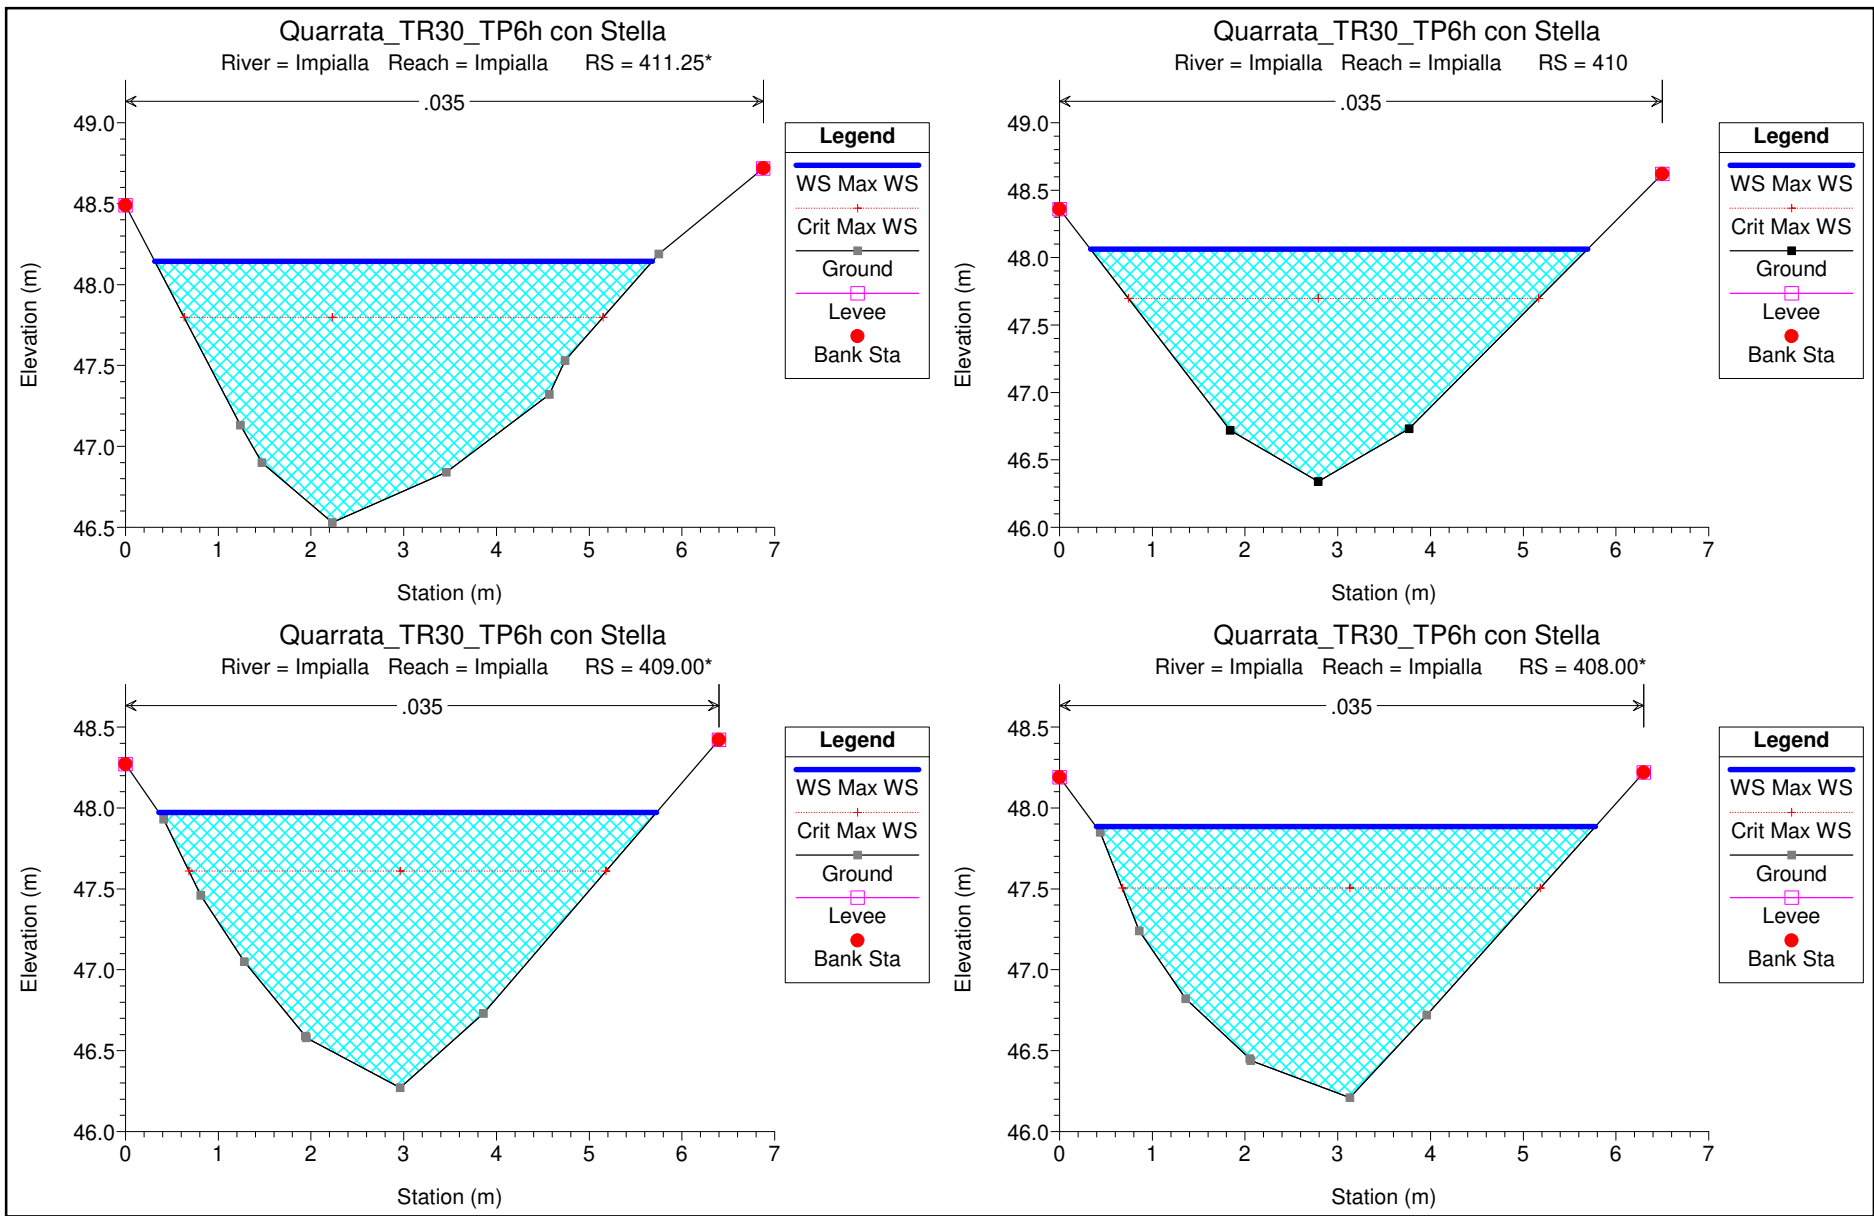 Quarrata_TR30_TP6h con Stella
River = Impialla Reach = Impialla RS = 411.25*
.035
49.0
48.5
48.0
47.5
47.0
46.5
0 1 2 3 4 5 6 7
Elevation (m)
Station (m)
Legend
WS Max WS
Crit Max WS
Ground
Levee
Bank Sta
Quarrata_TR30_TP6h con Stella
River = Impialla Reach = Impialla RS = 410
.035
49.0
48.5
48.0
47.5
47.0
46.5
46.0
0 1 2 3 4 5 6 7
Elevation (m)
Station (m)
Legend
WS Max WS
Crit Max WS
Ground
Levee
Bank Sta
Quarrata_TR30_TP6h con Stella
River = Impialla Reach = Impialla RS = 409.00*
.035
48.5
48.0
47.5
47.0
46.5
46.0
0 1 2 3 4 5 6 7
Elevation (m)
Station (m)
Legend
WS Max WS
Crit Max WS
Ground
Levee
Bank Sta
Quarrata_TR30_TP6h con Stella
River = Impialla Reach = Impialla RS = 408.00*
.035
48.5
48.0
47.5
47.0
46.5
46.0
0 1 2 3 4 5 6 7
Elevation (m)
Station (m)
Legend
WS Max WS
Crit Max WS
Ground
Levee
Bank Sta